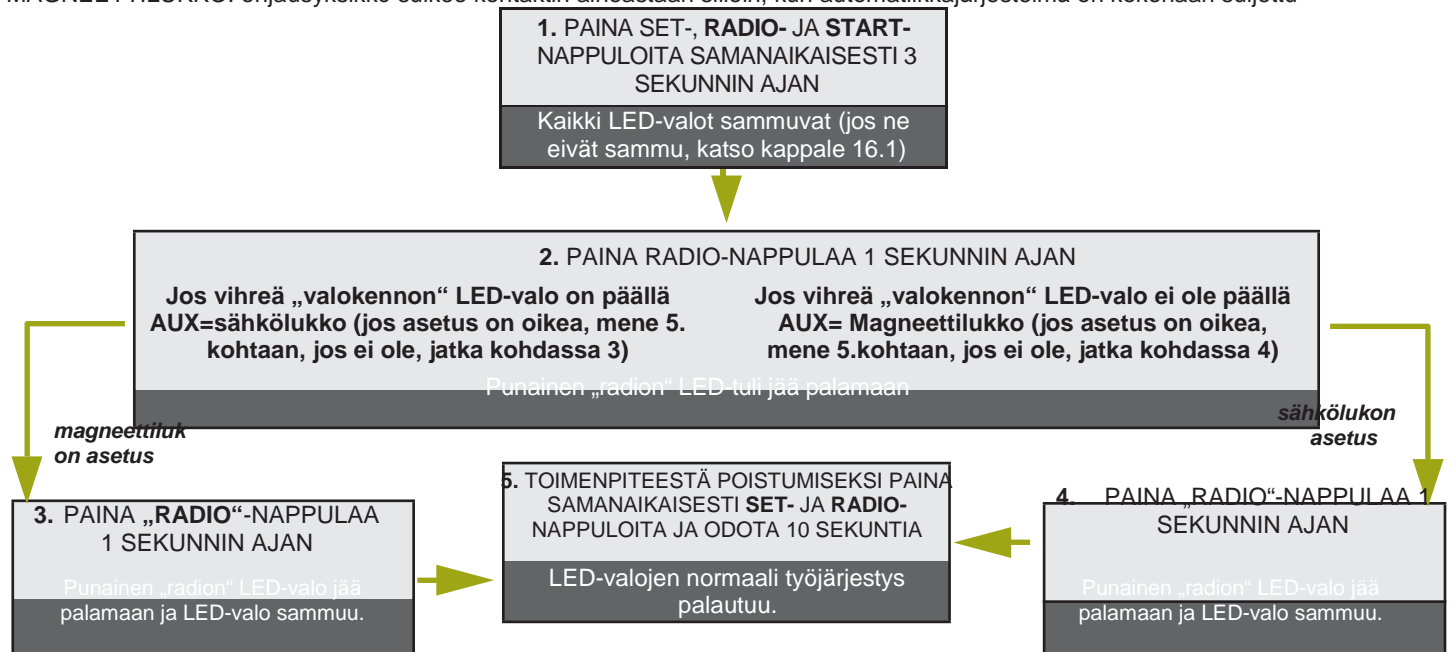 1. PAINA SET-, RADIO- JA START-
NAPPULOITA SAMANAIKAISESTI 3
SEKUNNIN AJAN
Kaikki LED-valot sammuvat (jos ne
eivät sammu, katso kappale 16.1)
2. PAINA RADIO-NAPPULAA 1 SEKUNNIN AJAN
Jos vihreä „valokennon“ LED-valo on päällä
AUX=sähkölukko (jos asetus on oikea, mene 5.
kohtaan, jos ei ole, jatka kohdassa 3)
Jos vihreä „valokennon“ LED-valo ei ole päällä
AUX= Magneettilukko (jos asetus on oikea,
mene 5.kohtaan, jos ei ole, jatka kohdassa 4)
Punainen „radion“ LED-tuli jää palamaan
magneettiluk
on asetus
sähkölukon
asetus
3. PAINA „RADIO“-NAPPULAA
1 SEKUNNIN AJAN
Punainen „radion“ LED-valo jää
palamaan ja LED-valo sammuu.
5. TOIMENPITEESTÄ POISTUMISEKSI PAINA
SAMANAIKAISESTI SET- JA RADIO-
NAPPULOITA JA ODOTA 10 SEKUNTIA
LED-valojen normaali työjärjestys
palautuu.
4. PAINA „RADIO“-NAPPULAA 1
SEKUNNIN AJAN
Punainen „radion“ LED-valo jää
palamaan ja LED-valo sammuu.